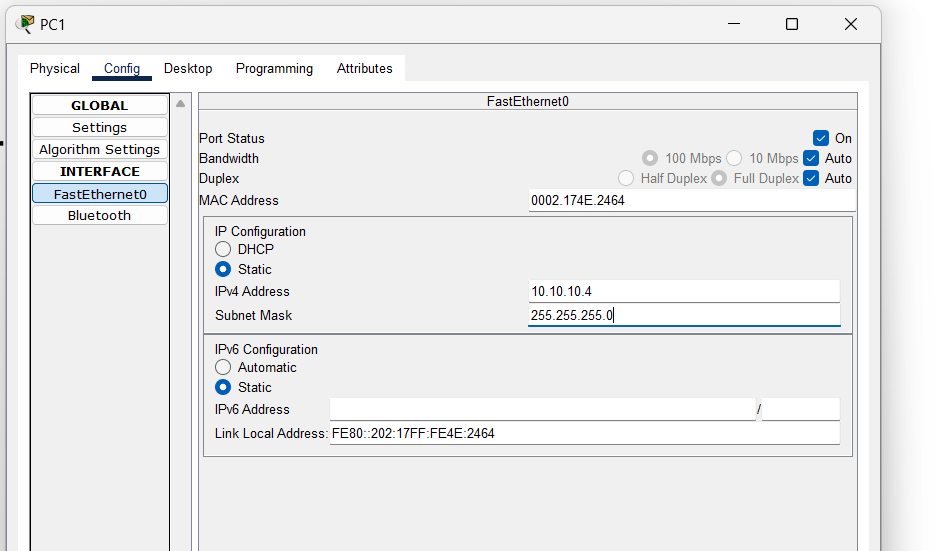 PC1
Physical Config Desktop Programming Attributes
GLOBAL
Settings
Algorithm Settings
INTERFACE
FastEthernet0
Bluetooth
FastEthernet0
Port Status On
Bandwidth 100 Mbps 10 Mbps Auto
Duplex Half Duplex Full Duplex Auto
MAC Address 0002.174E.2464
IP Configuration
DHCP
Static
IPv4 Address 10.10.10.4
Subnet Mask 255.255.255.0
IPv6 Configuration
Automatic
Static
IPv6 Address /
Link Local Address: FE80::202:17FF:FE4E:2464